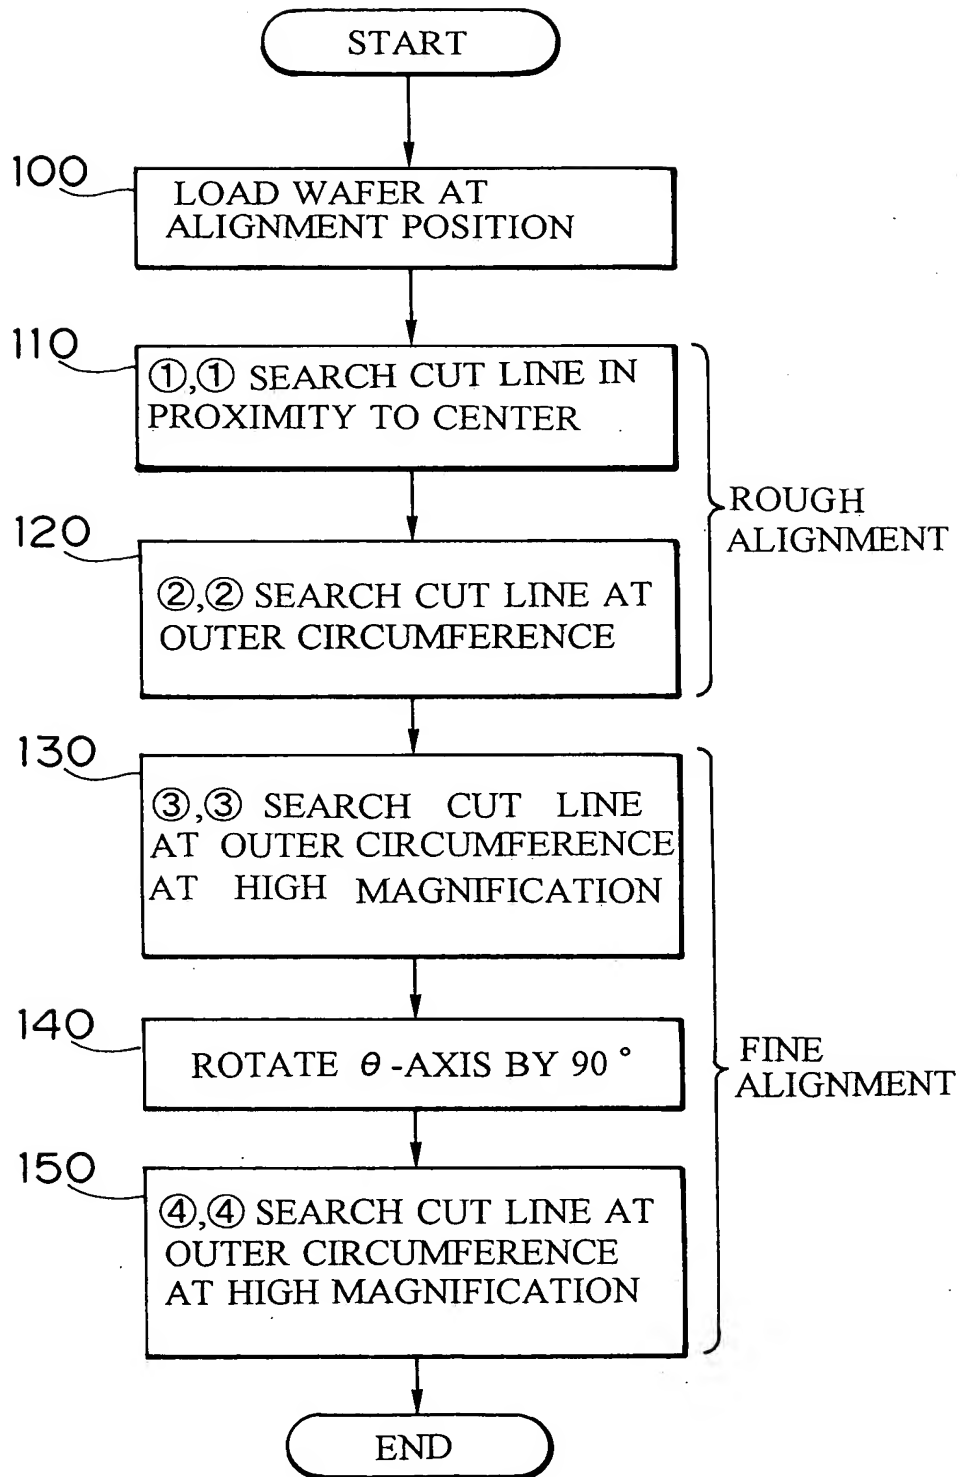 START
100
LOAD WAFER AT
ALIGNMENT POSITION
110
①,① SEARCH CUT LINE IN
PROXIMITY TO CENTER
120
②,② SEARCH CUT LINE AT
OUTER CIRCUMFERENCE
ROUGH
ALIGNMENT
130
③,③ SEARCH CUT LINE
AT OUTER CIRCUMFERENCE
AT HIGH MAGNIFICATION
140
ROTATE θ-AXIS BY 90°
150
④,④ SEARCH CUT LINE AT
OUTER CIRCUMFERENCE
AT HIGH MAGNIFICATION
FINE
ALIGNMENT
END